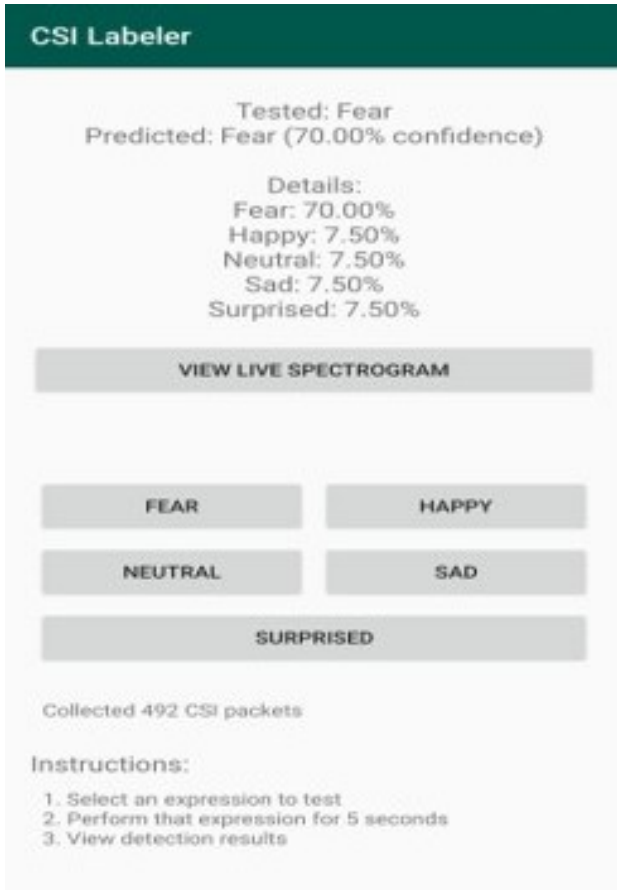 CSI Labeler
Tested: Fear
Predicted: Fear (70.00% confidence)
Details:
Fear: 70.00%
Happy: 7.50%
Neutral: 7.50%
Sad: 7.50%
Surprised: 7.50%
VIEW LIVE SPECTROGRAM
FEAR
HAPPY
NEUTRAL
SAD
SURPRISED
Collected 492 CSI packets
Instructions:
1. Select an expression to test
2. Perform that expression for 5 seconds
3. View detection results